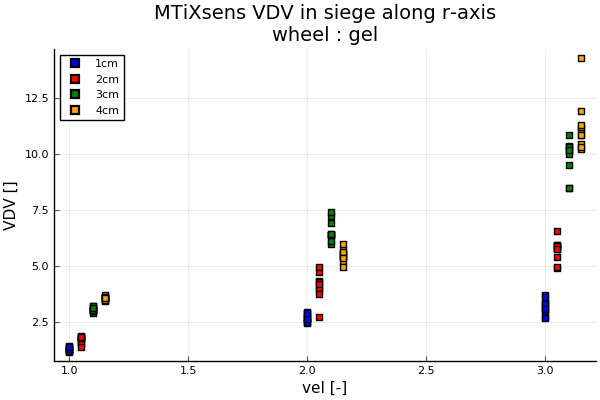 MTiXsens VDV in siege along r-axis
wheel : gel
1cm
2cm
3cm
4cm
12.5
10.0
7.5
5.0
2.5
VDV []
1.0
1.5
2.0
2.5
3.0
vel [-]